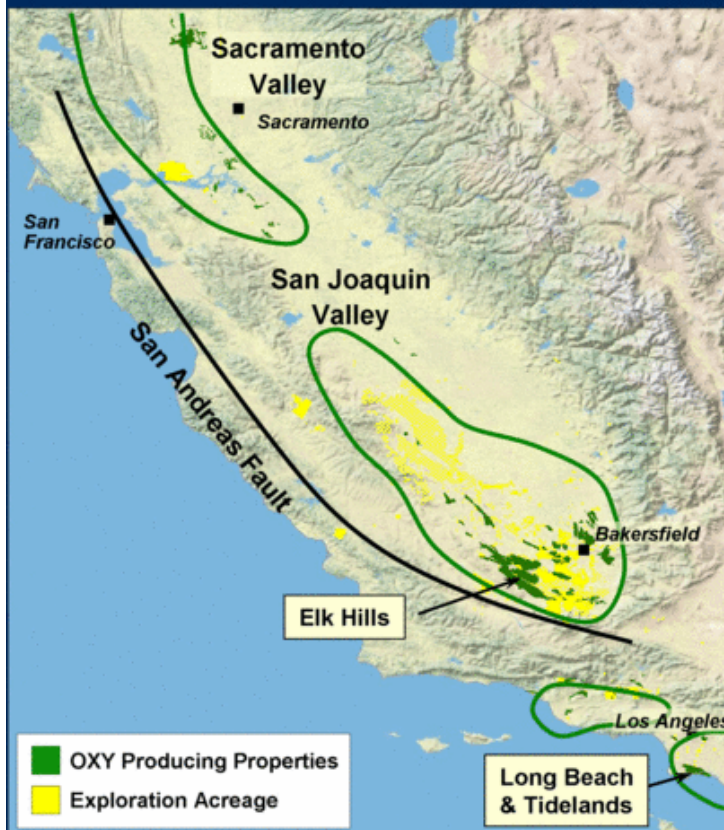 Sacramento
Valley
Sacramento
San
Francisco
San Joaquin
Valley
San Andreas Fault
Bakersfield
Elk Hills
Los Angeles
OXY Producing Properties
Exploration Acreage
Long Beach
& Tidelands